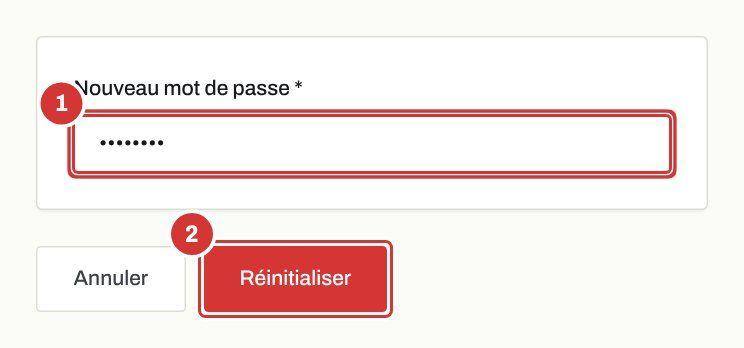 Nouveau mot de passe *
1
••••••••
2
Annuler
Réinitialiser